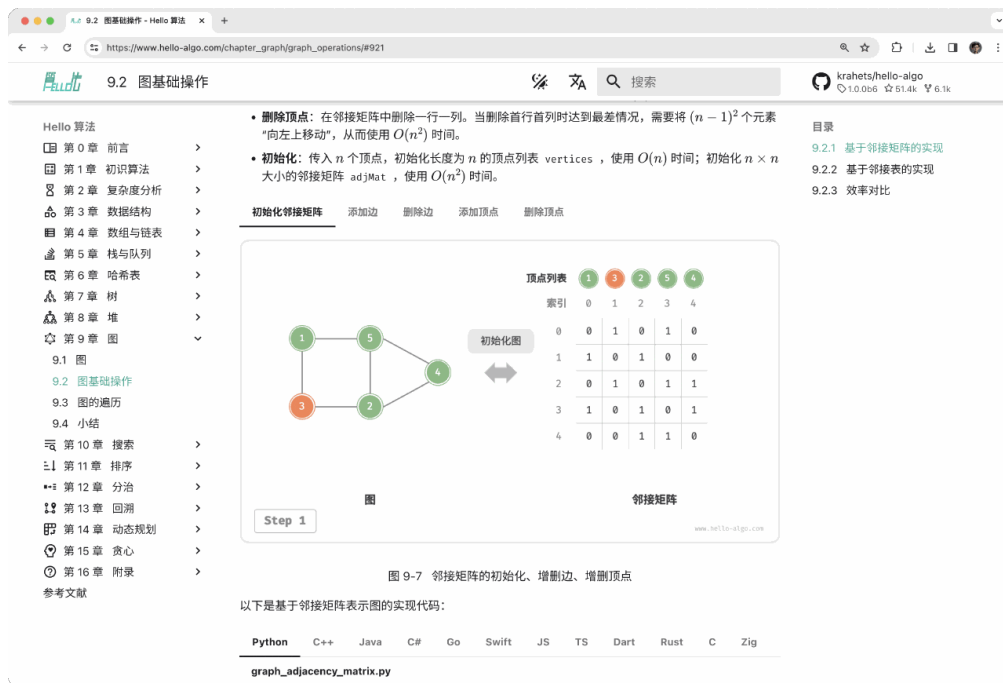 9.2 图基础操作 - Hello 算法
https://www.hello-algo.com/chapter_graph/graph_operations/#921
9.2 图基础操作
搜索
krahets/hello-algo
1.0.0b6 51.4k 6.1k
Hello 算法
第 0 章 前言
第 1 章 初识算法
第 2 章 复杂度分析
第 3 章 数据结构
第 4 章 数组与链表
第 5 章 栈与队列
第 6 章 哈希表
第 7 章 树
第 8 章 堆
第 9 章 图
9.1 图
9.2 图基础操作
9.3 图的遍历
9.4 小结
第 10 章 搜索
第 11 章 排序
第 12 章 分治
第 13 章 回溯
第 14 章 动态规划
第 15 章 贪心
第 16 章 附录
参考文献
• 删除顶点：在邻接矩阵中删除一行一列。当删除首行首列时达到最差情况，需要将 (n − 1)² 个元素
“向左上移动”，从而使用 O(n²) 时间。
• 初始化：传入 n 个顶点，初始化长度为 n 的顶点列表 vertices ，使用 O(n) 时间；初始化 n × n
大小的邻接矩阵 adjMat ，使用 O(n²) 时间。
初始化邻接矩阵 添加边 删除边 添加顶点 删除顶点
顶点列表 1 3 2 5 4
索引 0 1 2 3 4
0 0 1 0 1 0
1 1 0 1 0 0
2 0 1 0 1 1
3 1 0 1 0 1
4 0 0 1 1 0
1 5
4
3 2
初始化图
图
邻接矩阵
Step 1
www.hello-algo.com
图 9-7 邻接矩阵的初始化、增删边、增删顶点
以下是基于邻接矩阵表示图的实现代码：
Python C++ Java C# Go Swift JS TS Dart Rust C Zig
graph_adjacency_matrix.py
目录
9.2.1 基于邻接矩阵的实现
9.2.2 基于邻接表的实现
9.2.3 效率对比